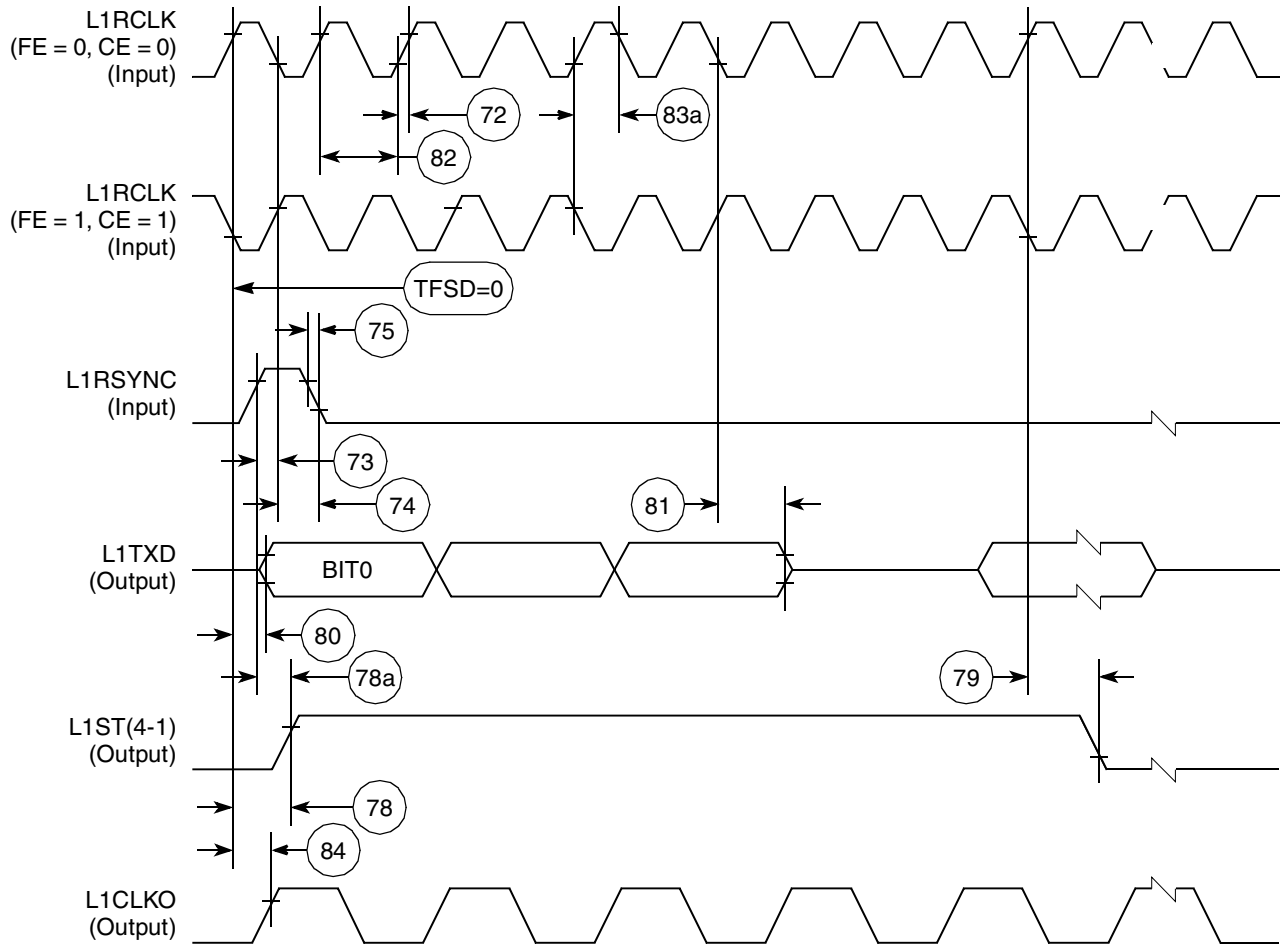 L1RCLK
(FE = 0, CE = 0)
(Input)
72
83a
82
L1RCLK
(FE = 1, CE = 1)
(Input)
TFSD=0
75
L1RSYNC
(Input)
73
74
81
L1TXD
(Output)
BIT0
80
78a
79
L1ST(4-1)
(Output)
78
84
L1CLKO
(Output)